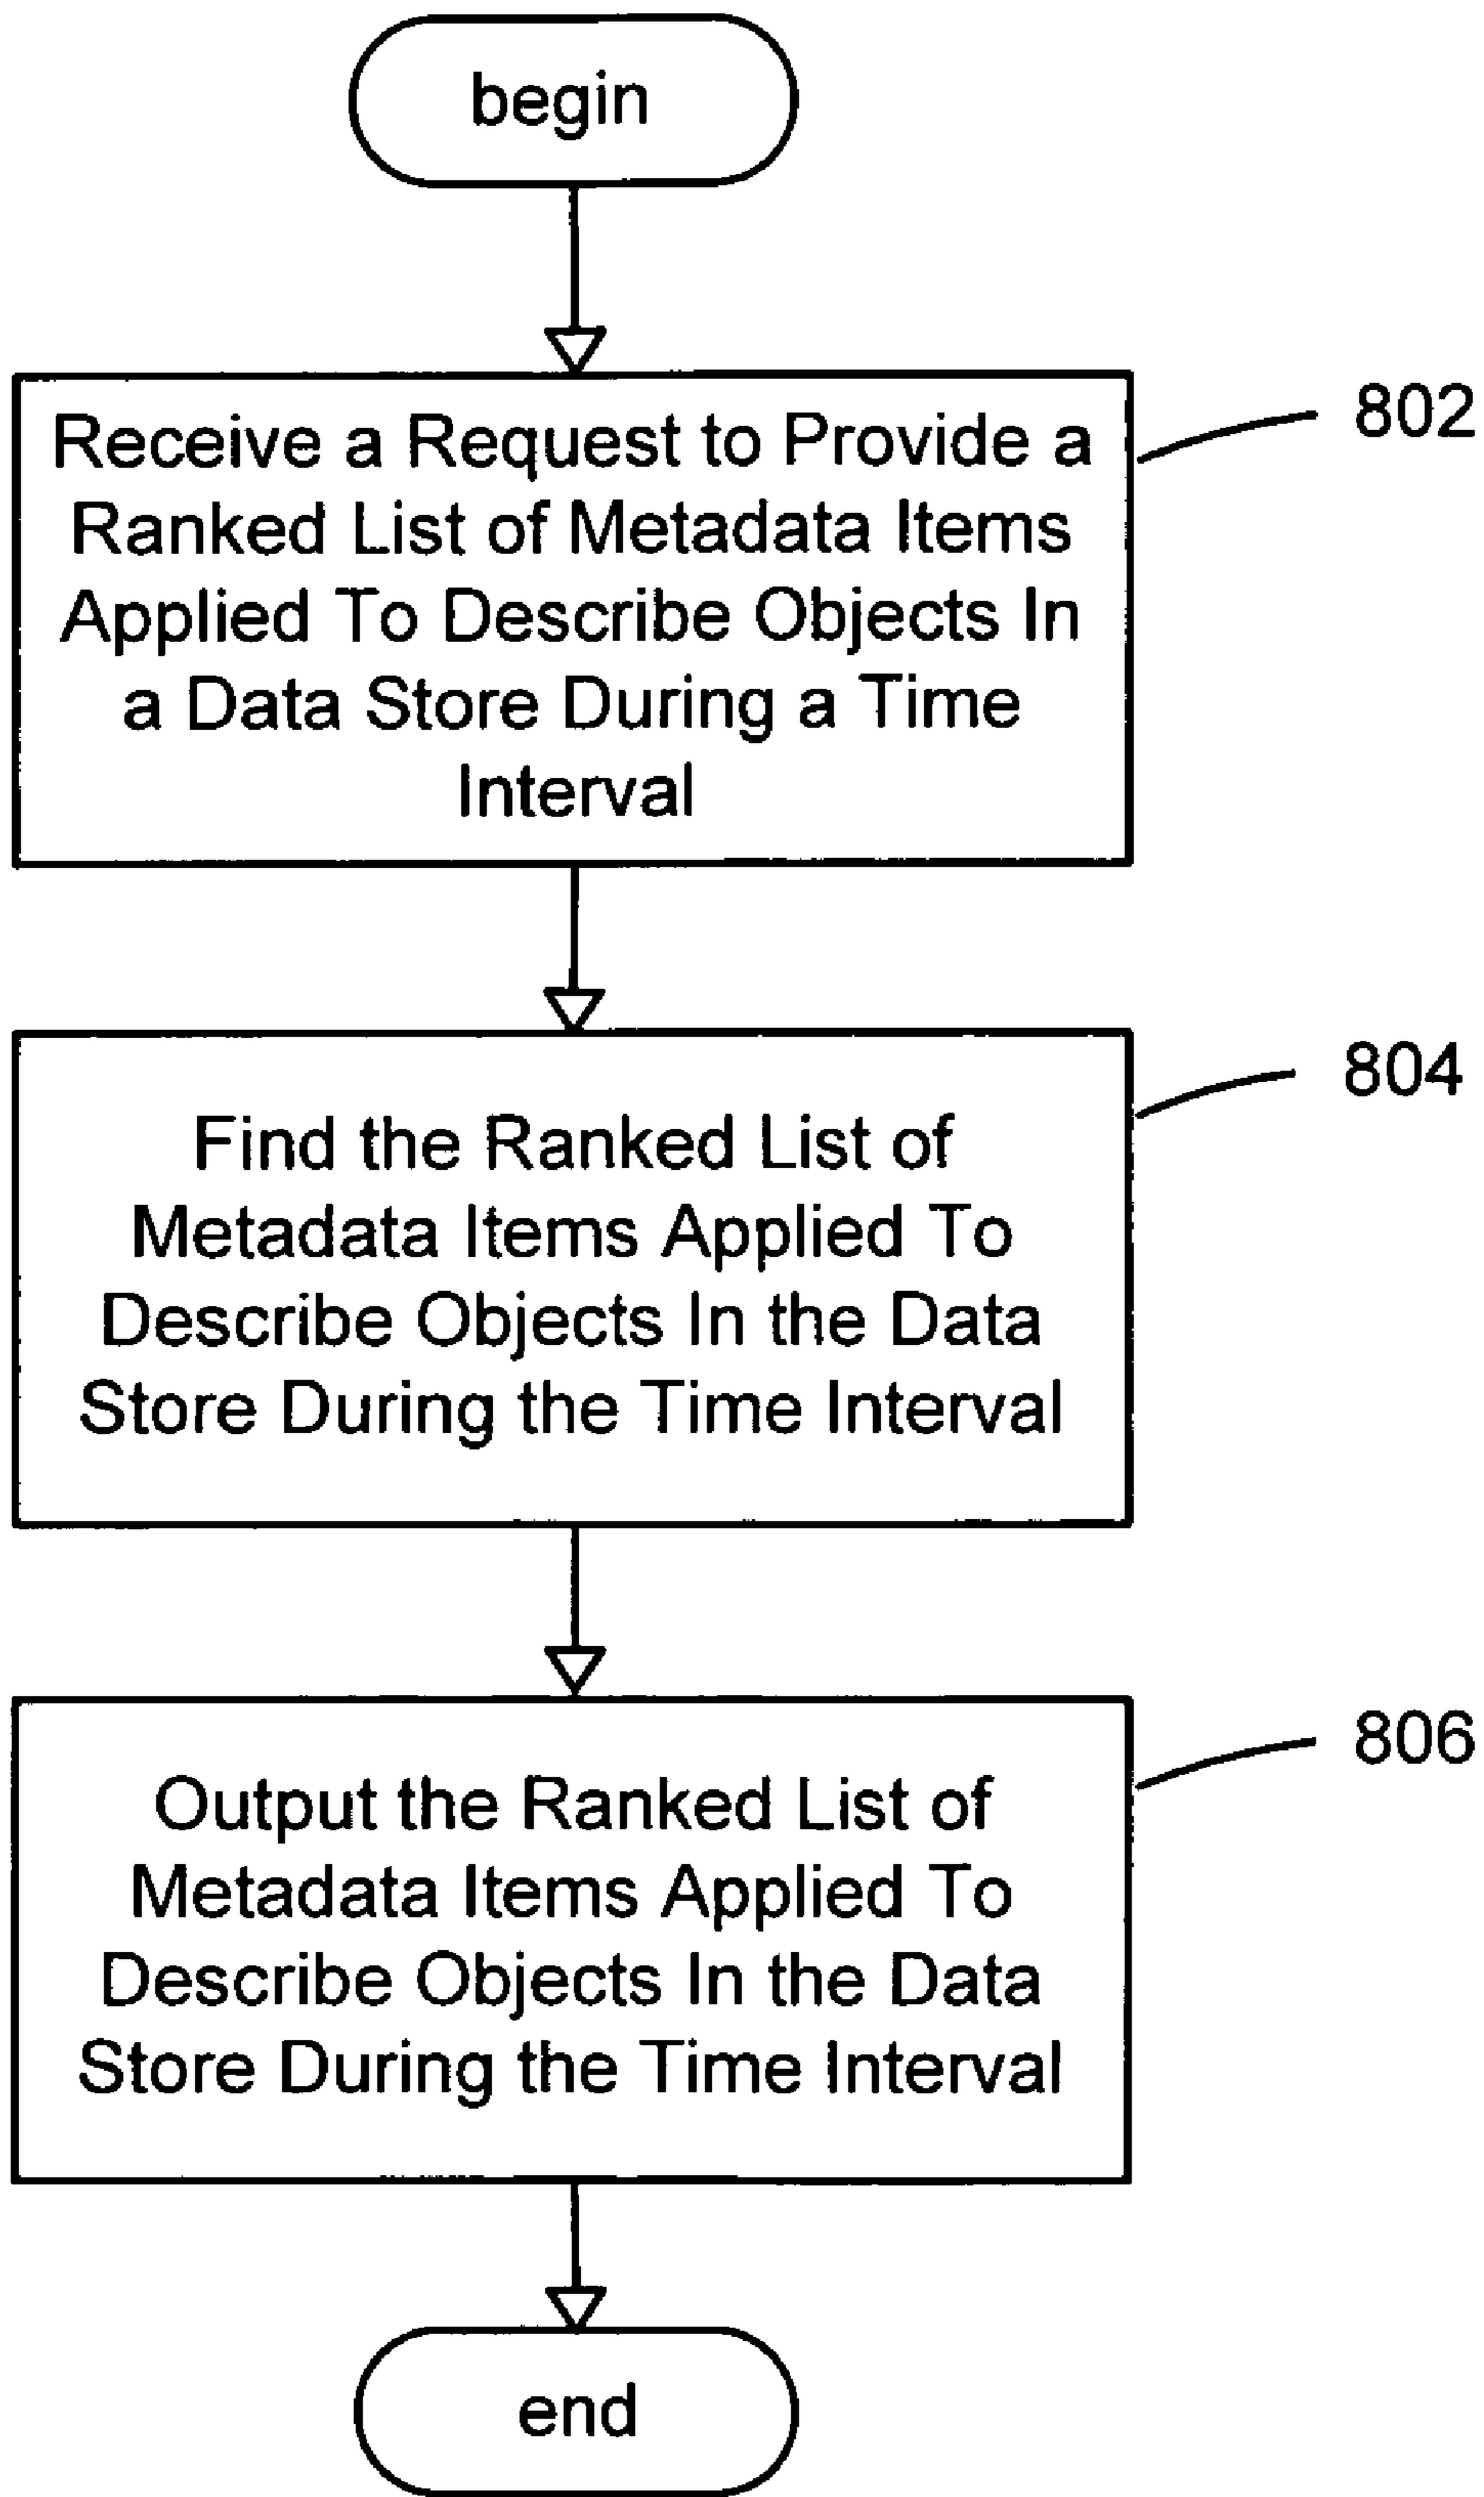 begin
Receive a Request to Provide a
Ranked List of Metadata Items
Applied To Describe Objects In
a Data Store During a Time
Interval
802
Find the Ranked List of
Metadata Items Applied To
Describe Objects In the Data
Store During the Time Interval
804
Output the Ranked List of
Metadata Items Applied To
Describe Objects In the Data
Store During the Time Interval
806
end